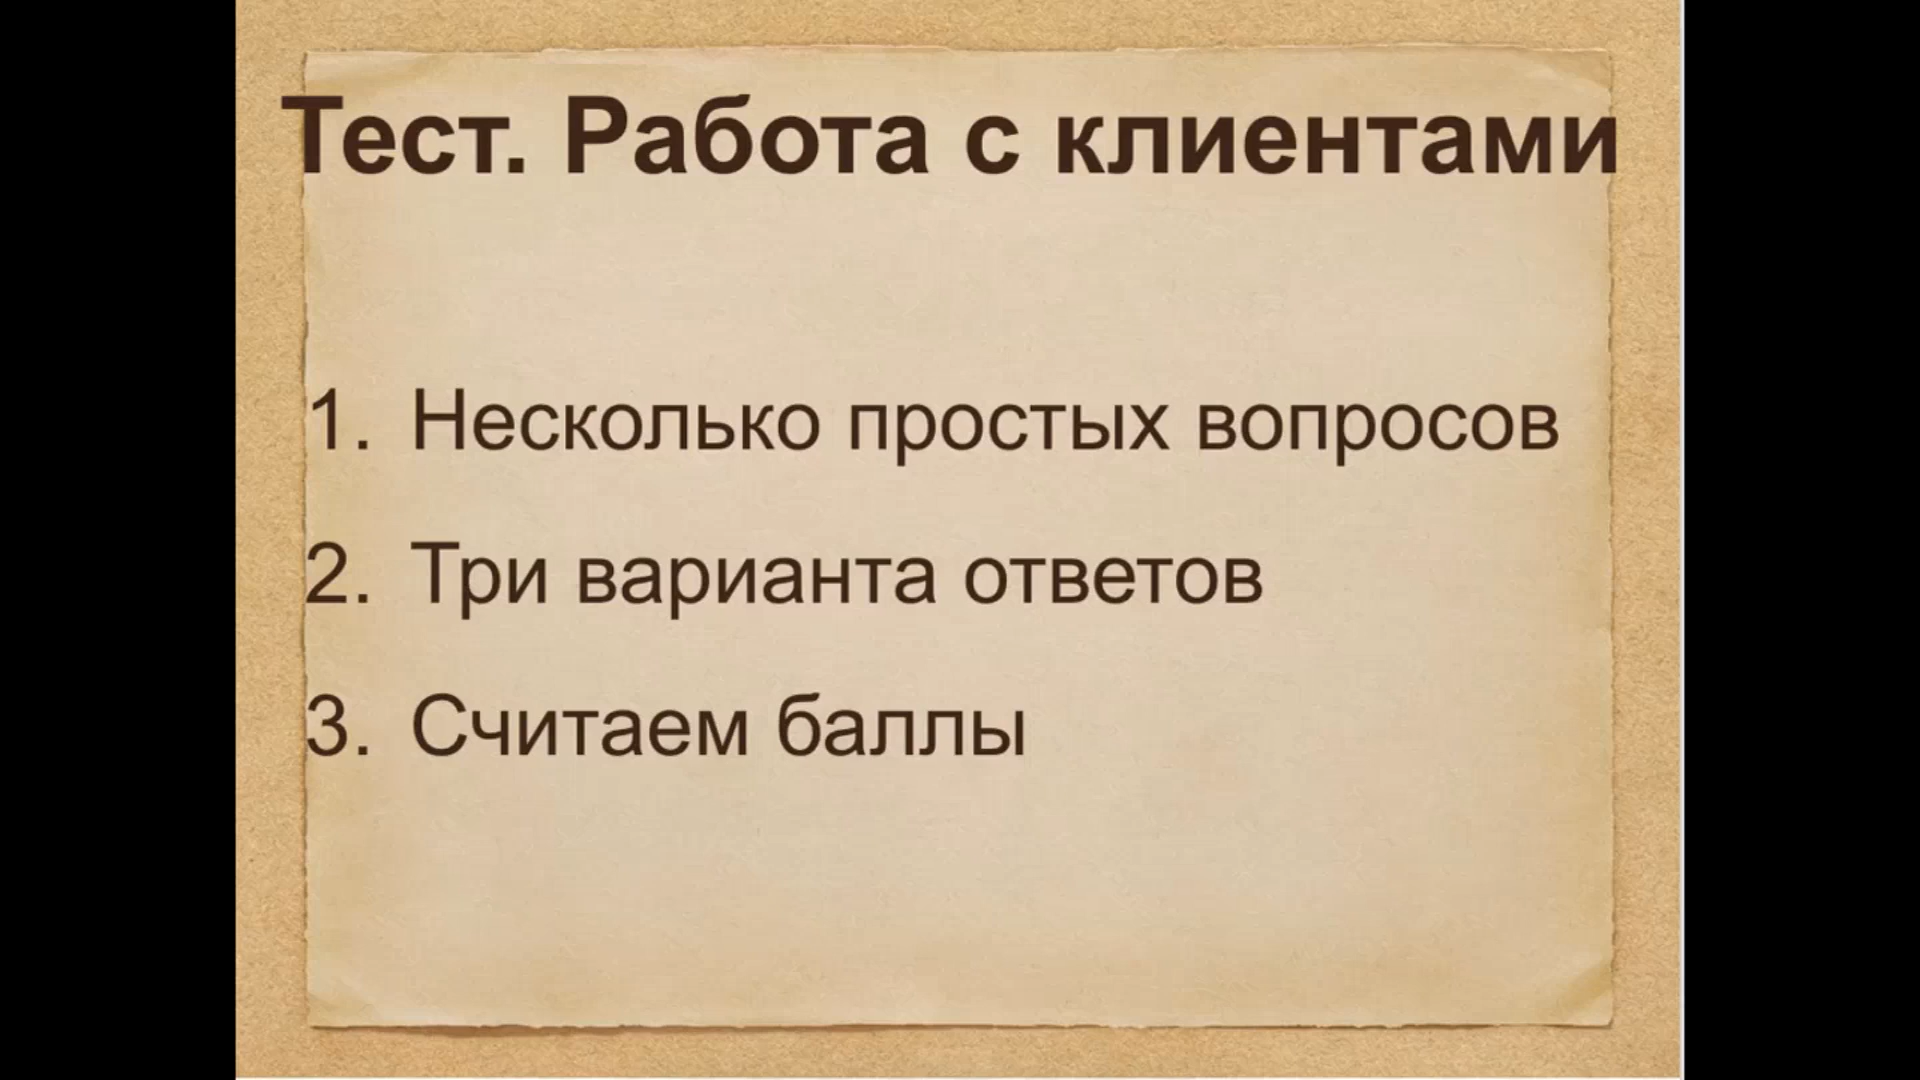 Тест. Работа с клиентами
1. Несколько простых вопросов
2. Три варианта ответов
3. Считаем баллы